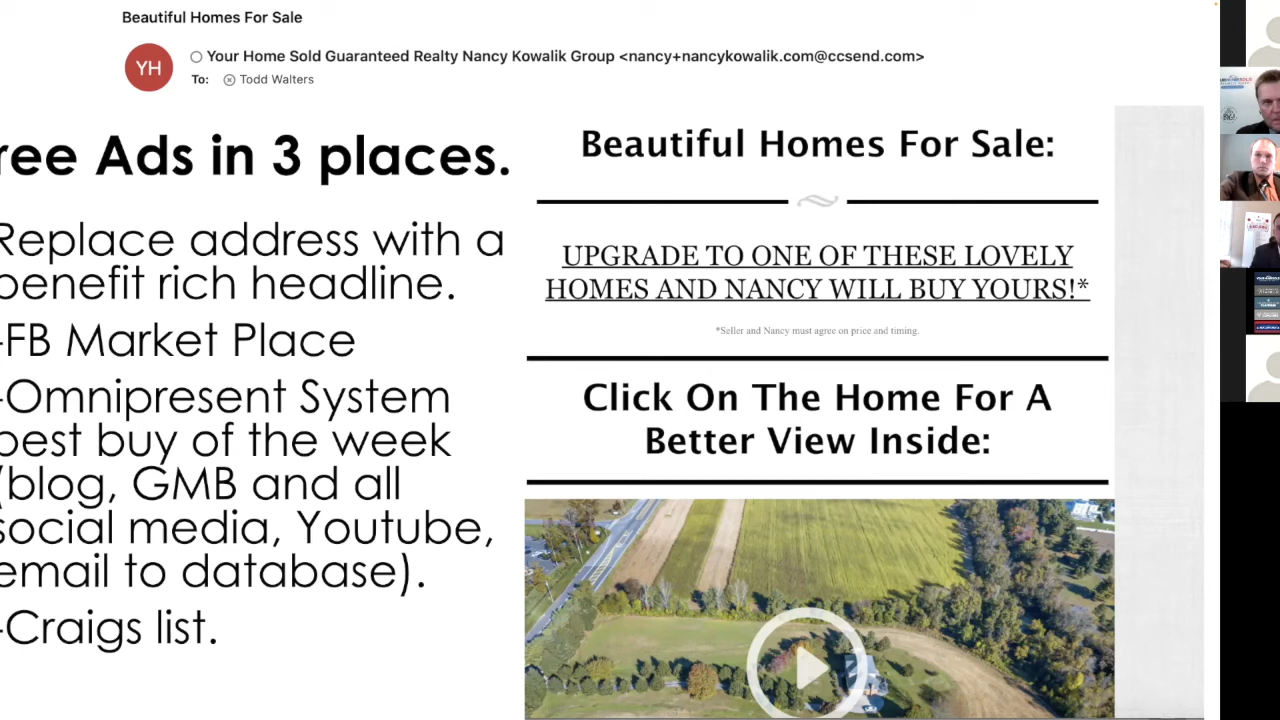 Beautiful Homes For Sale
YH
Your Home Sold Guaranteed Realty Nancy Kowalik Group <nancy+nancykowalik.com@ccsend.com>
To: Todd Walters
ree Ads in 3 places.
Replace address with a
benefit rich headline.
-FB Market Place
-Omnipresent System
best buy of the week
(blog, GMB and all
social media, Youtube,
email to database).
-Craigs list.
Beautiful Homes For Sale:
UPGRADE TO ONE OF THESE LOVELY
HOMES AND NANCY WILL BUY YOURS!*
*Seller and Nancy must agree on price and timing.
Click On The Home For A
Better View Inside: